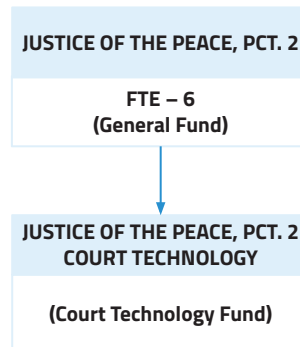 JUSTICE OF THE PEACE, PCT. 2
FTE – 6
(General Fund)
JUSTICE OF THE PEACE, PCT. 2
COURT TECHNOLOGY
(Court Technology Fund)